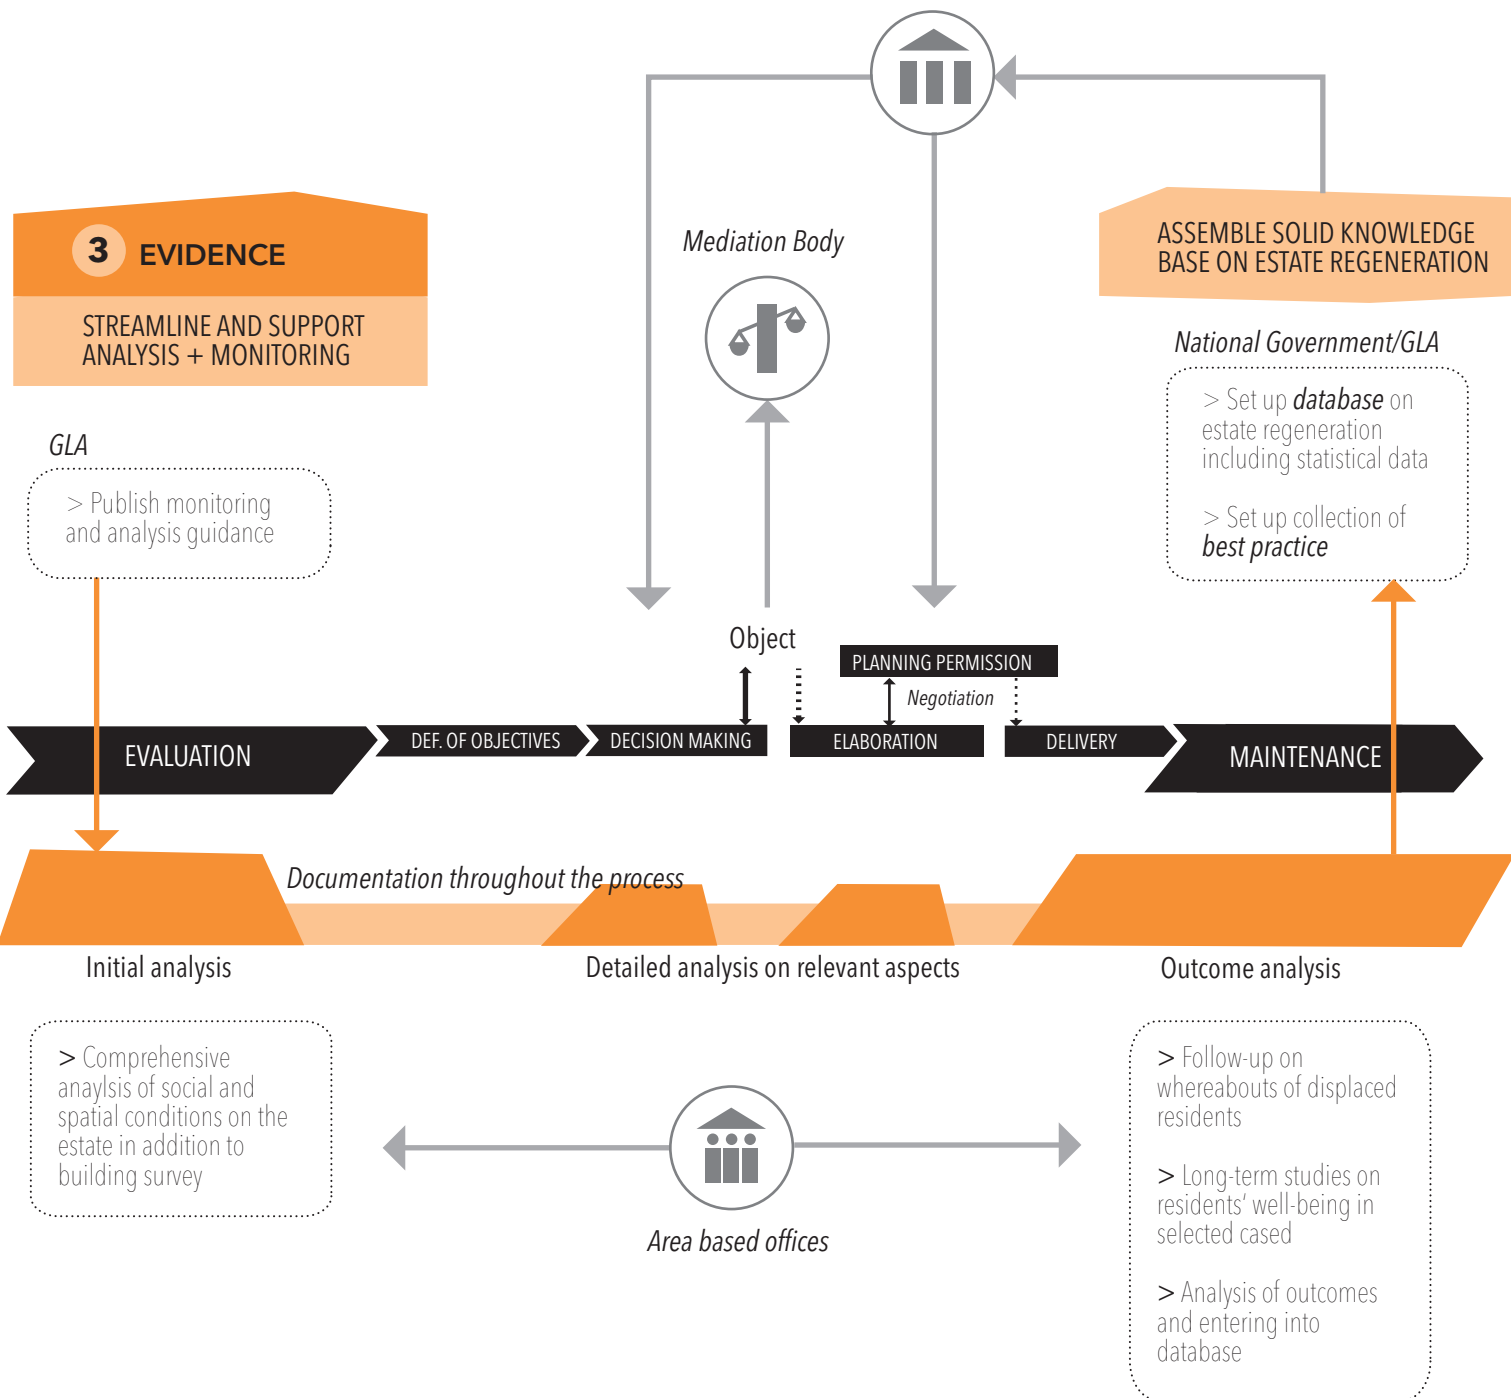 3 EVIDENCE
STREAMLINE AND SUPPORT
ANALYSIS + MONITORING
Mediation Body
ASSEMBLE SOLID KNOWLEDGE
BASE ON ESTATE REGENERATION
National Government/GLA
> Set up database on
estate regeneration
including statistical data
> Set up collection of
best practice
GLA
> Publish monitoring
and analysis guidance
Object
PLANNING PERMISSION
Negotiation
EVALUATION
DEF. OF OBJECTIVES
DECISION MAKING
ELABORATION
DELIVERY
MAINTENANCE
Documentation throughout the process
Initial analysis
Detailed analysis on relevant aspects
Outcome analysis
> Comprehensive
anaylsis of social and
spatial conditions on the
estate in addition to
building survey
Area based offices
> Follow-up on
whereabouts of displaced
residents
> Long-term studies on
residents' well-being in
selected cased
> Analysis of outcomes
and entering into
database